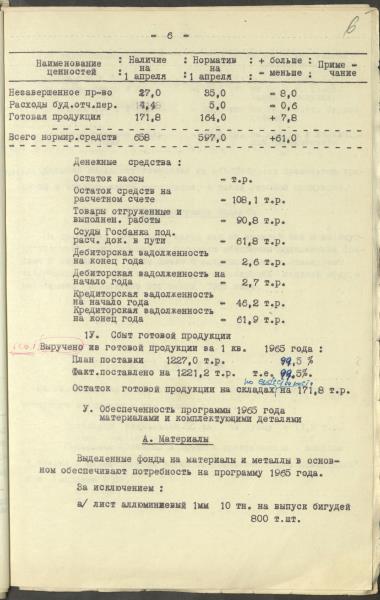 6
- 6 -
Наименование ценностей : Наличие на 1 апреля : Норматив на 1 апреля : + больше - меньше : Примечание
Незавершенное пр-во 27,0 35,0 - 8,0
Расходы буд.отч.пер. 4,4 5,0 - 0,6
Готовая продукция 171,8 164,0 + 7,8
Всего нормир.средств 658 597,0 +61,0
Денежные средства :
Остаток кассы - т.р.
Остаток средств на
расчетном счете - 108,1 т.р.
Товары отгруженные и
выполнен. работы - 90,8 т.р.
Ссуды Госбанка под.
расч. док. в пути - 61,8 т.р.
Дебиторская задолженность
на конец года - 2,6 т.р.
Дебиторская задолженность на
начало года - 2,7 т.р.
Кредиторская задолженность
на начало года - 46,2 т.р.
Кредиторская задолженность
на конец года - 61,9 т.р.
1У. Сбыт готовой продукции
Выручено из готовой продукции за 1 кв. 1965 года :
План поставки 1227,0 т.р. 99,5 %
Факт.поставлено на 1221,2 т.р. т.е. 99,5%.
Остаток готовой продукции на складах на 171,8 т.р.
У. Обеспеченность программы 1965 года
материалами и комплектующими деталями
А. Материалы
Выделенные фонды на материалы и металлы в основ-
ном обеспечивают потребность на программу 1965 года.
За исключением :
а/ лист аллюминиевый 1мм 10 тн. на выпуск бигудей
800 т.шт.